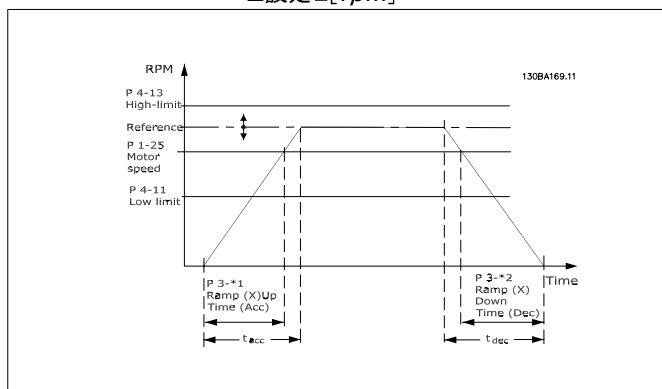 RPM
130BA169.11
P 4-13
High-limit
Reference
P 1-25
Motor
speed
P 4-11
Low limit
Time
P 3-*1
Ramp (X)Up
Time (Acc)
P 3-*2
Ramp (X)
Down
Time (Dec)
tacc
tdec